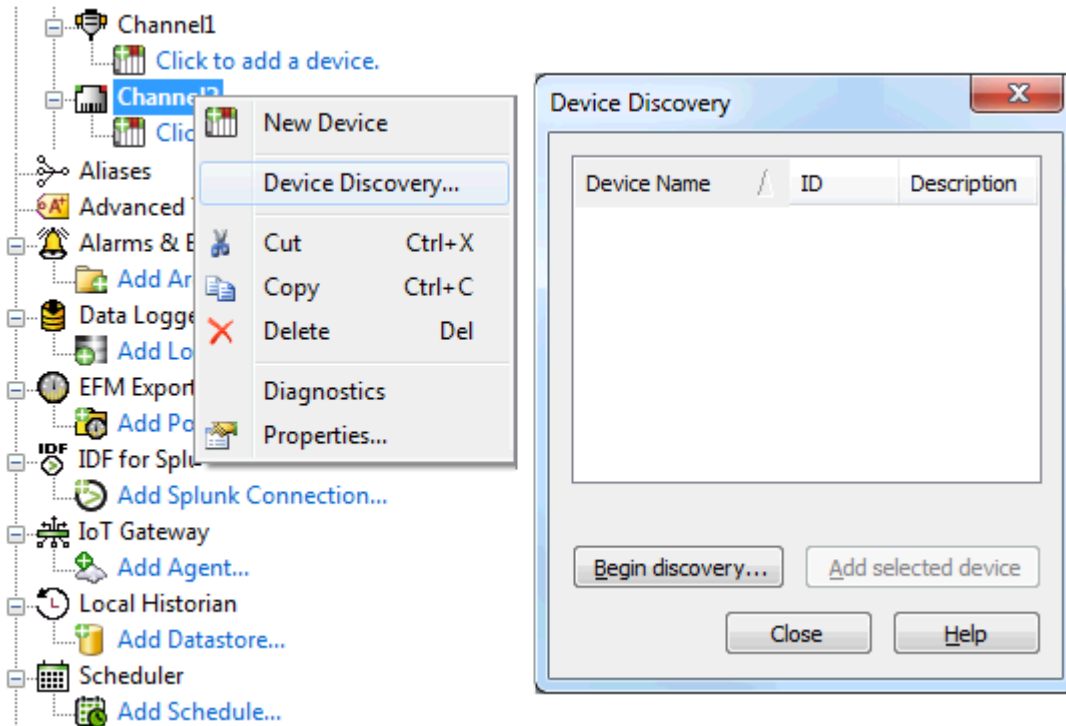 Channel1
Click to add a device.
Channel2
Clic
Aliases
Advanced
Alarms & E
Add Ar
Data Logge
Add Lo
EFM Export
Add Po
IDF for Splu
Add Splunk Connection...
IoT Gateway
Add Agent...
Local Historian
Add Datastore...
Scheduler
Add Schedule...
New Device
Device Discovery...
Cut Ctrl+X
Copy Ctrl+C
Delete Del
Diagnostics
Properties...
Device Discovery
Device Name ID Description
Begin discovery... Add selected device
Close Help